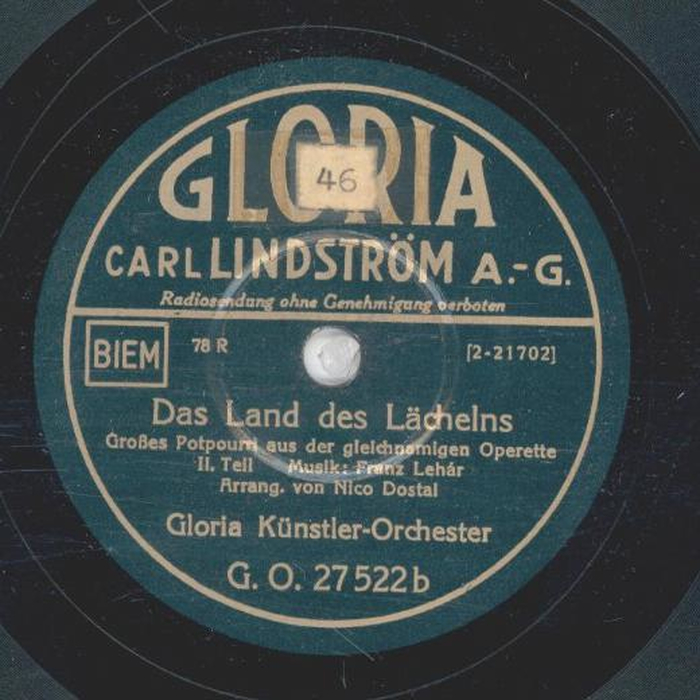 GLORIA
46
CARL LINDSTRÖM A.-G.
Radiosendung ohne Genehmigung verboten
BIEM 78 R [2-21702]
Das Land des Lächelns
Großes Potpourri aus der gleichnamigen Operette
II. Teil Musik: Franz Lehár
Arrang. von Nico Dostal
Gloria Künstler-Orchester
G. O. 27522b